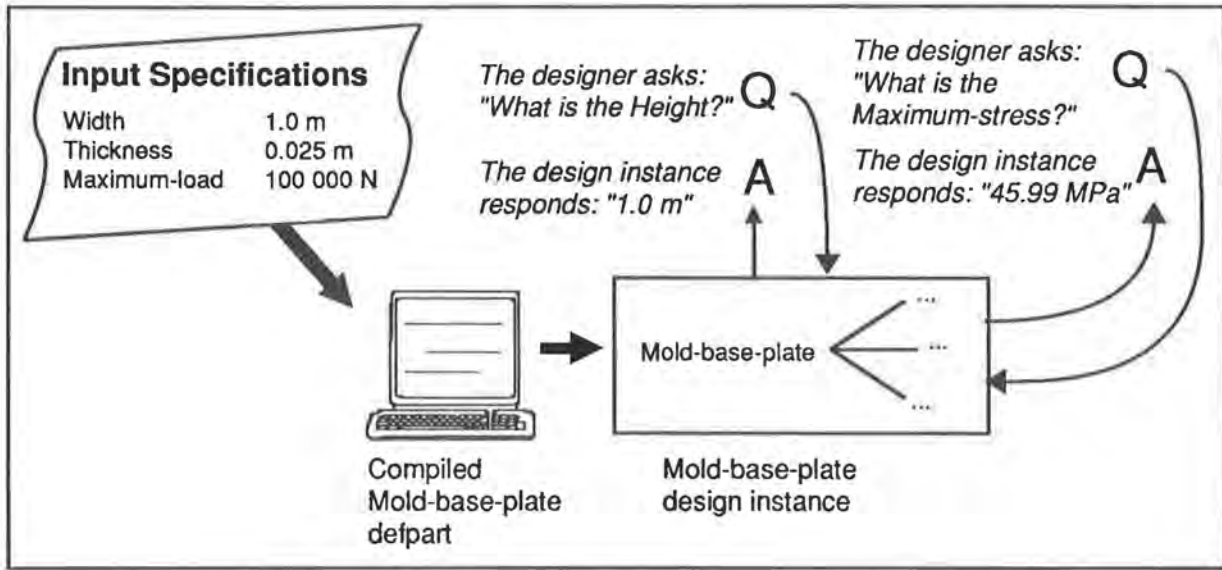 Input Specifications
Width 1.0 m
Thickness 0.025 m
Maximum-load 100 000 N
The designer asks:
"What is the Height?"
Q
The design instance
responds: "1.0 m"
A
The designer asks:
"What is the
Maximum-stress?"
Q
The design instance
responds: "45.99 MPa"
A
Mold-base-plate
...
...
...
Compiled
Mold-base-plate
defpart
Mold-base-plate
design instance